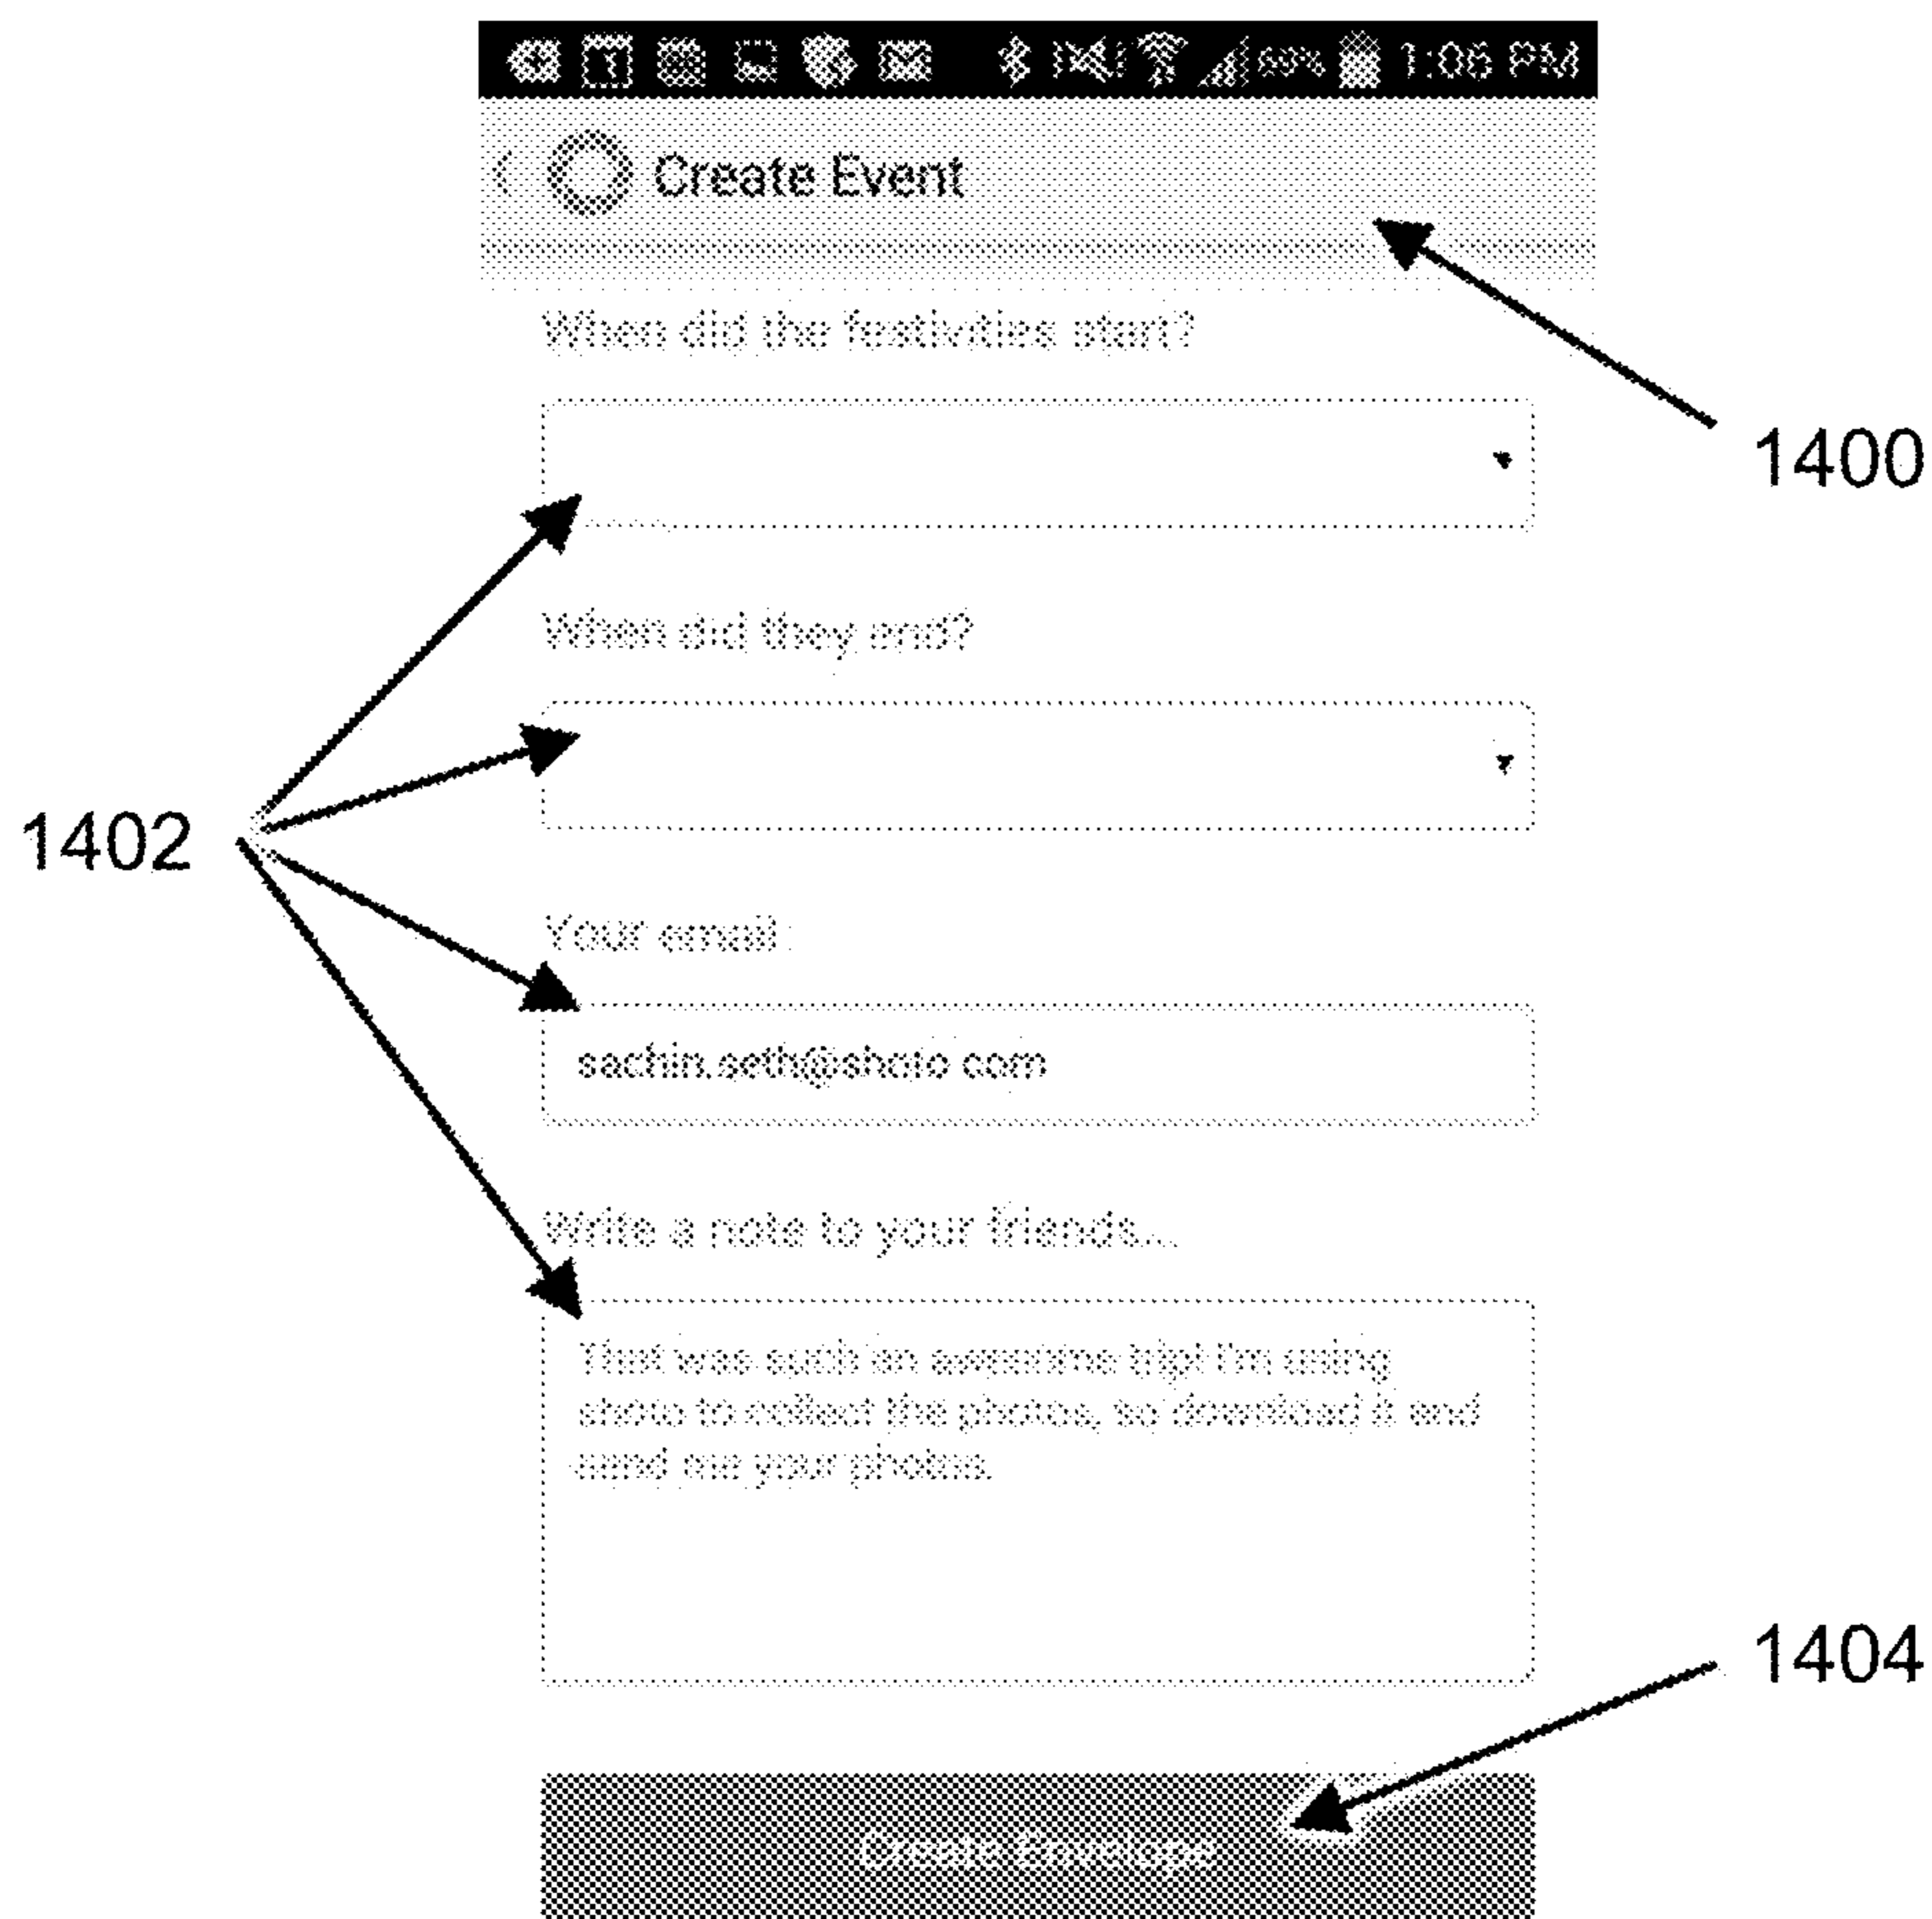 1:06 PM
Create Event
1400
When did the festivities start?
When did they end?
1402
Your email:
sachin.seth@shoto.com
Write a note to your friends...
That was such an awesome trip! I'm using
shoto to collect the photos, so download it and
send me your photos.
1404
Create Envelope